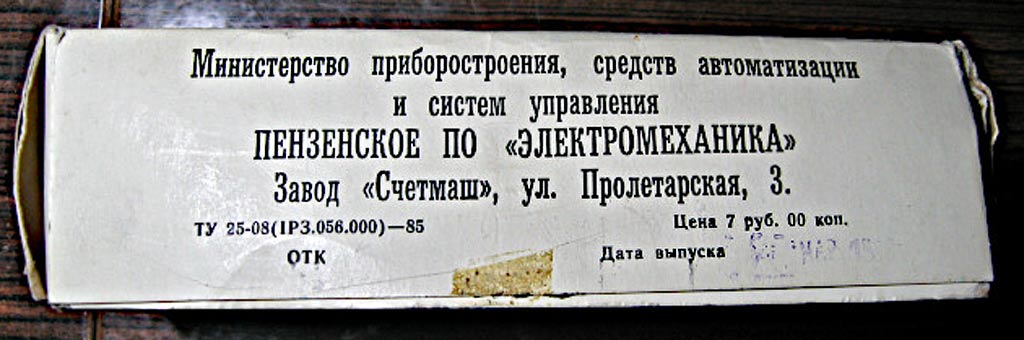 Министерство приборостроения, средств автоматизации
и систем управления
ПЕНЗЕНСКОЕ ПО «ЭЛЕКТРОМЕХАНИКА»
Завод «Счетмаш», ул. Пролетарская, 3.
ТУ 25-08(1РЗ.056.000)—85
Цена 7 руб. 00 коп.
ОТК
Дата выпуска